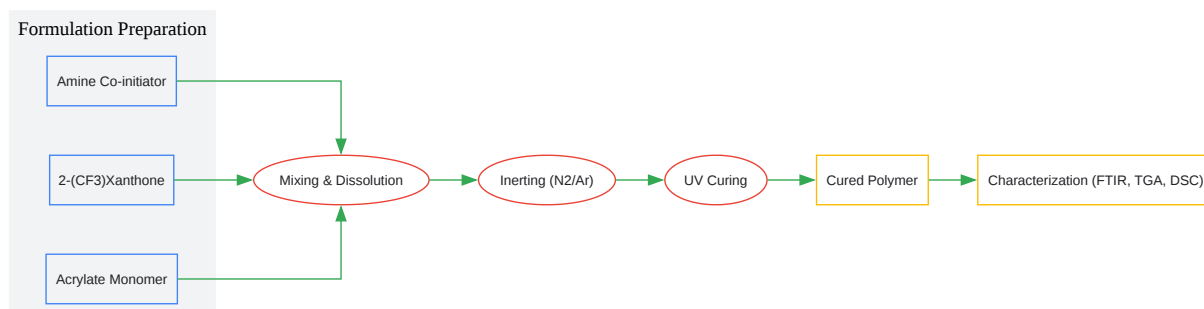 Formulation Preparation
Amine Co-initiator
2-(CF3)Xanthone
Acrylate Monomer
Mixing & Dissolution
Inerting (N2/Ar)
UV Curing
Cured Polymer
Characterization (FTIR, TGA, DSC)